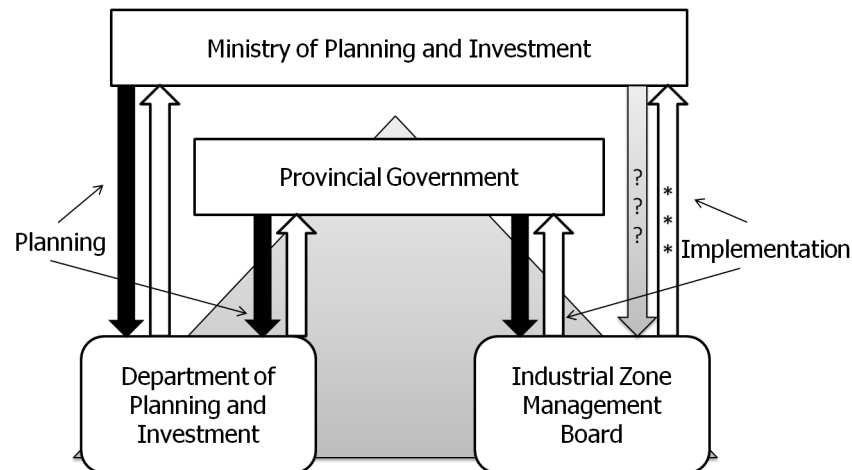 Ministry of Planning and Investment
Provincial Government
?
?
?
*
*
*
Planning
Implementation
Department of
Planning and
Investment
Industrial Zone
Management
Board